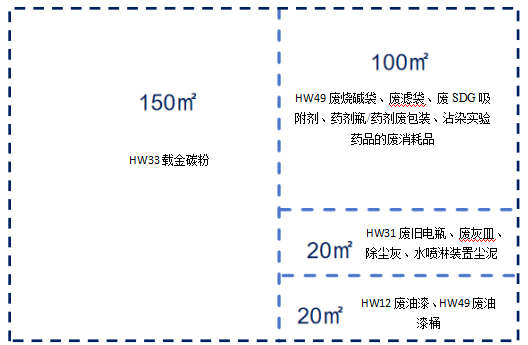 150㎡
HW33 载金碳粉
100㎡
HW49 废烧碱袋、废滤袋、废 SDG 吸
附剂、药剂瓶/药剂废包装、沾染实验
药品的废消耗品
20㎡
HW31 废旧电瓶、废灰皿、
除尘灰、水喷淋装置尘泥
20㎡
HW12 废油漆、HW49 废油
漆桶